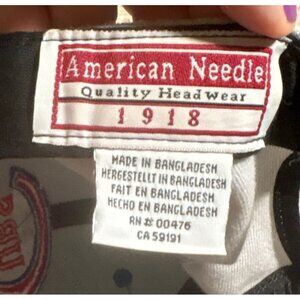 American Needle
Quality HeadWear
1918
MADE IN BANGLADESH
HERGESTELLT IN BANGLADESH
FAIT EN BANGLADESH
HECHO EN BANGLADESH
RN # 00476
CA 59191